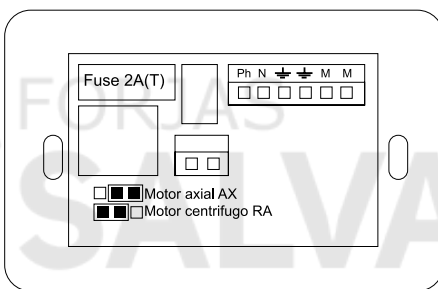 Fuse 2A(T)
Ph N ⏚ ⏚ M M
Motor axial AX
Motor centrifugo RA
FORJAS
SALVA